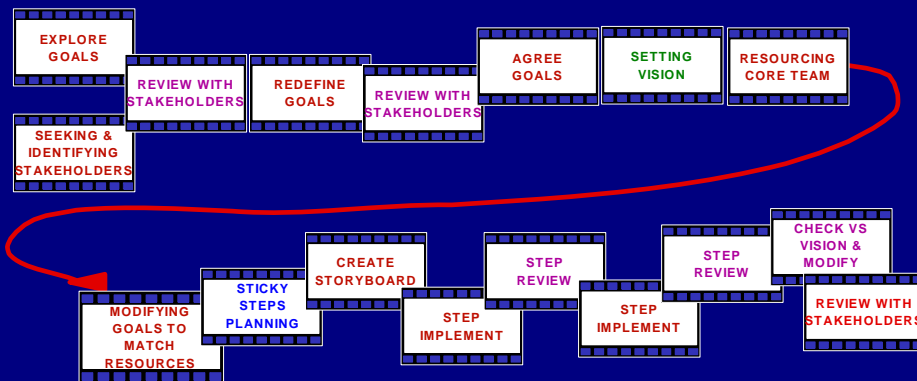 EXPLORE
GOALS
SEEKING &
IDENTIFYING
STAKEHOLDERS
REVIEW WITH
STAKEHOLDERS
REDEFINE
GOALS
REVIEW WITH
STAKEHOLDERS
AGREE
GOALS
SETTING
VISION
RESOURCING
CORE TEAM
MODIFYING
GOALS TO
MATCH
RESOURCES
STICKY
STEPS
PLANNING
CREATE
STORYBOARD
STEP
IMPLEMENT
STEP
REVIEW
STEP
IMPLEMENT
STEP
REVIEW
CHECK VS
VISION &
MODIFY
REVIEW WITH
STAKEHOLDERS